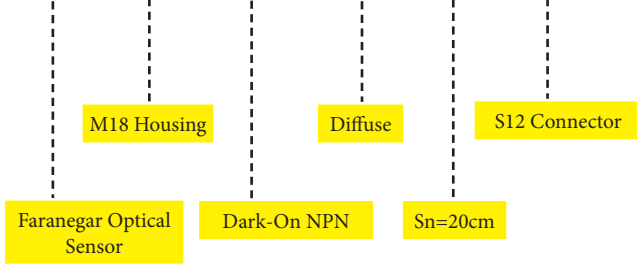 M18 Housing
Diffuse
S12 Connector
Faranegar Optical
Sensor
Dark-On NPN
Sn=20cm